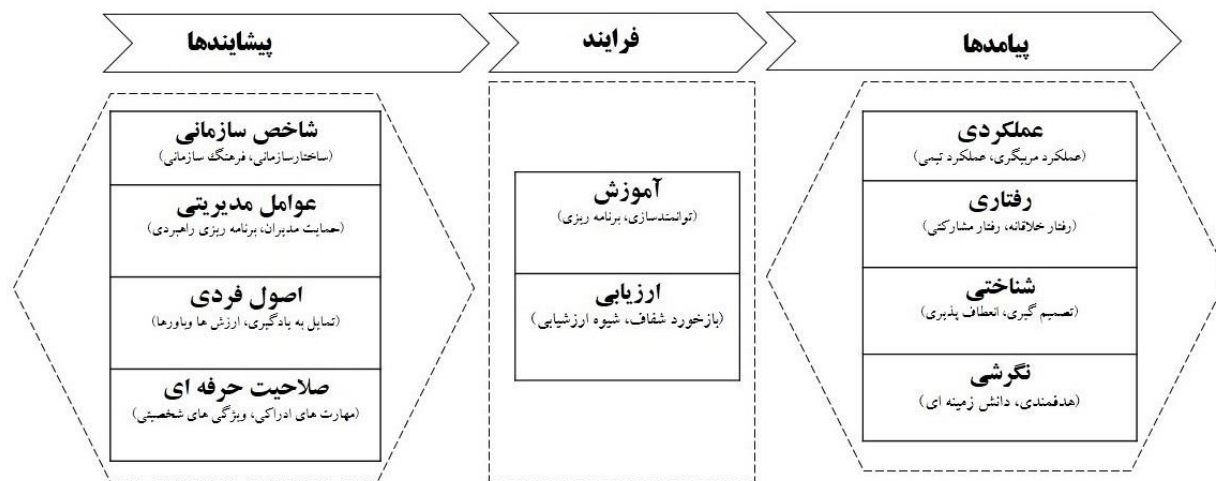 پیشایندها
فرایند
پیامدها
شاخص سازمانی
(ساختارسازمانی، فرهنگ سازمانی)
عوامل مدیریتی
(حمایت مدیران، برنامه ریزی راهبردی)
اصول فردی
(تمایل به یادگیری، ارزش ها وباورها)
صلاحیت حرفه ای
(مهارت های ادراکی، ویژگی های شخصیتی)
آموزش
(توانمندسازی، برنامه ریزی)
ارزیابی
(بازخورد شفاف، شیوه ارزشیابی)
عملکردی
(عملکرد مربیگری، عملکرد تیمی)
رفتاری
(رفتار خلاقانه، رفتار مشارکتی)
شناختی
(تصمیم گیری، انعطاف پذیری)
نگرشی
(هدفمندی، دانش زمینه ای)